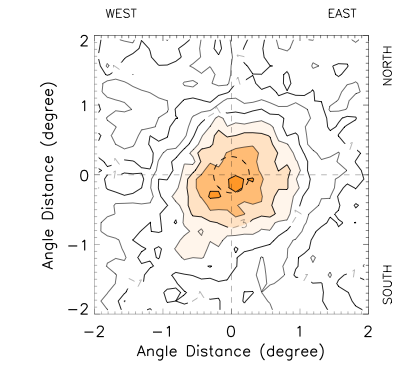 WEST EAST
2
1
0
−1
−2
−2 −1 0 1 2
Angle Distance (degree)
Angle Distance (degree)
NORTH
SOUTH
3